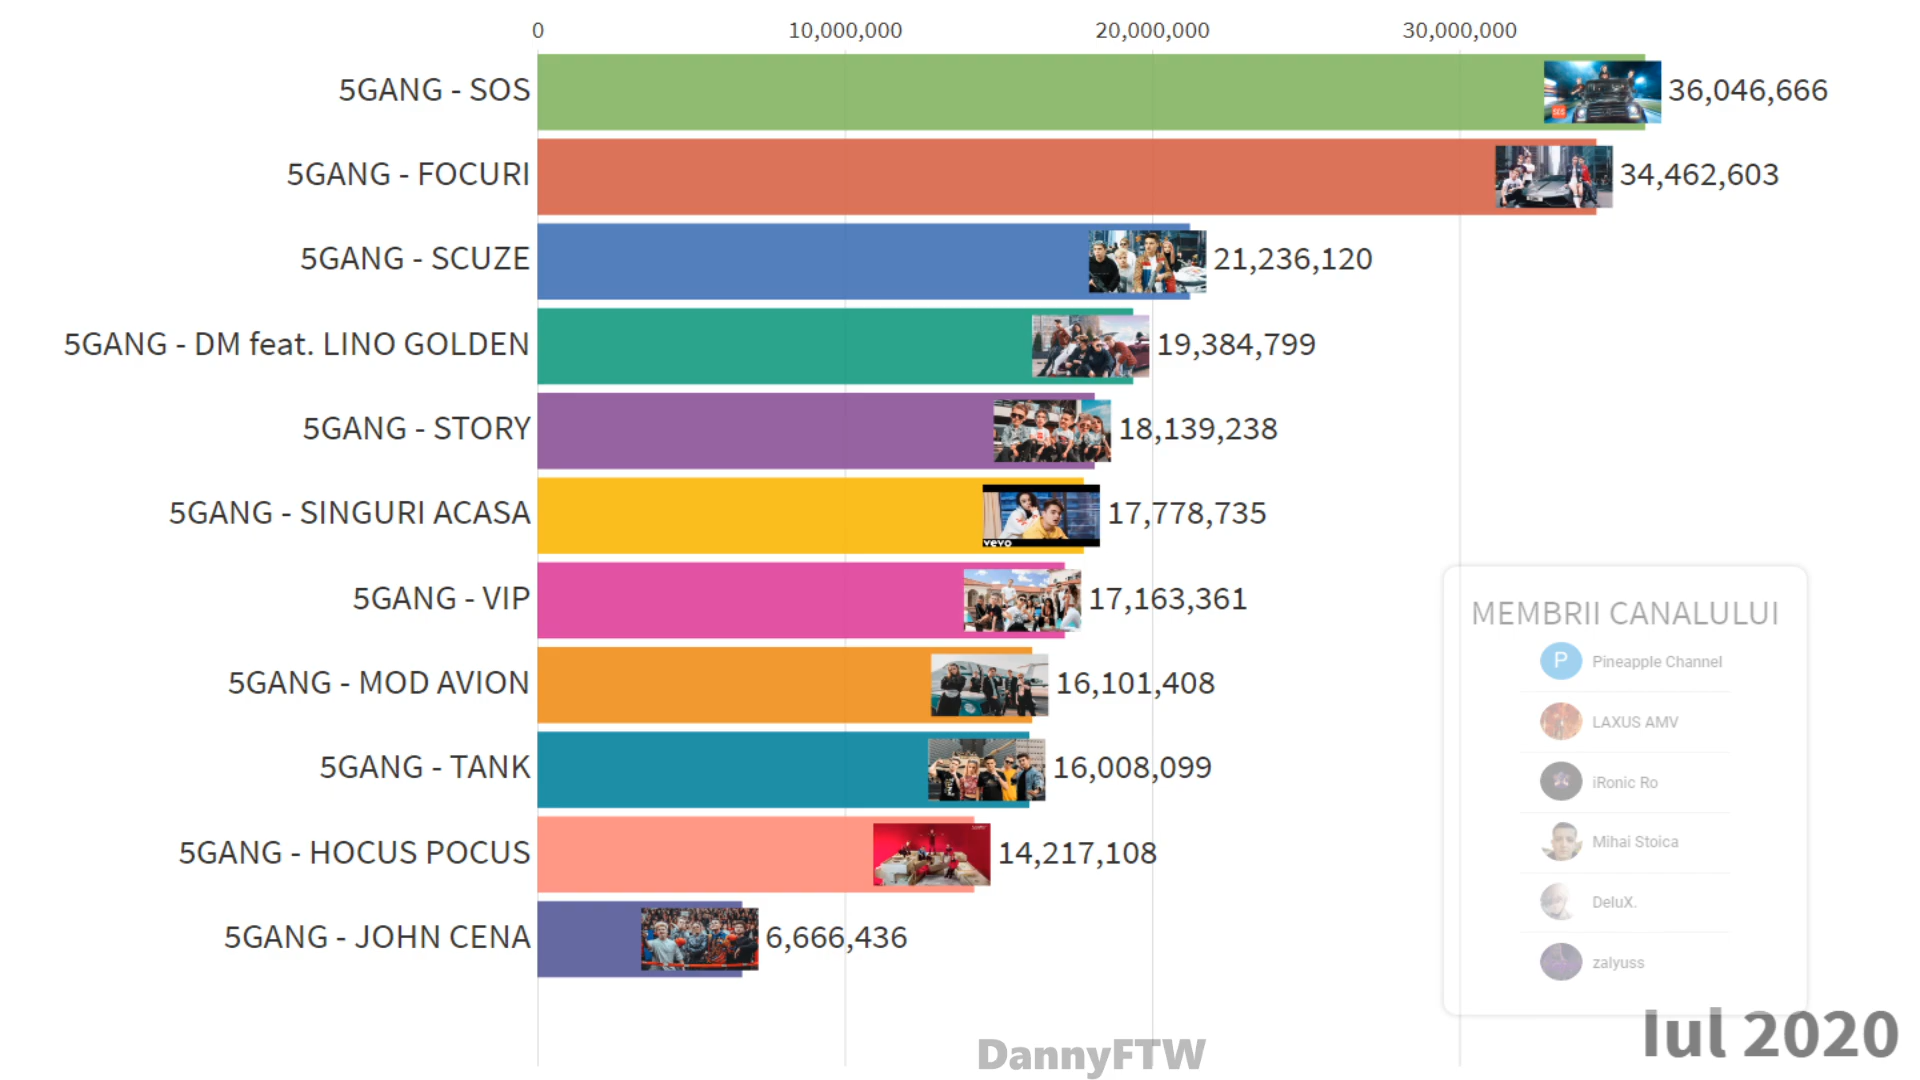 0 10,000,000 20,000,000 30,000,000
5GANG - SOS 36,046,666
5GANG - FOCURI 34,462,603
5GANG - SCUZE 21,236,120
5GANG - DM feat. LINO GOLDEN 19,384,799
5GANG - STORY 18,139,238
5GANG - SINGURI ACASA vevo 17,778,735
5GANG - VIP 17,163,361
5GANG - MOD AVION 16,101,408
5GANG - TANK 16,008,099
5GANG - HOCUS POCUS 14,217,108
5GANG - JOHN CENA 6,666,436
MEMBRII CANALULUI
P Pineapple Channel
LAXUS AMV
iRonic Ro
Mihai Stoica
DeluX.
zalyuss
Iul 2020
DannyFTW